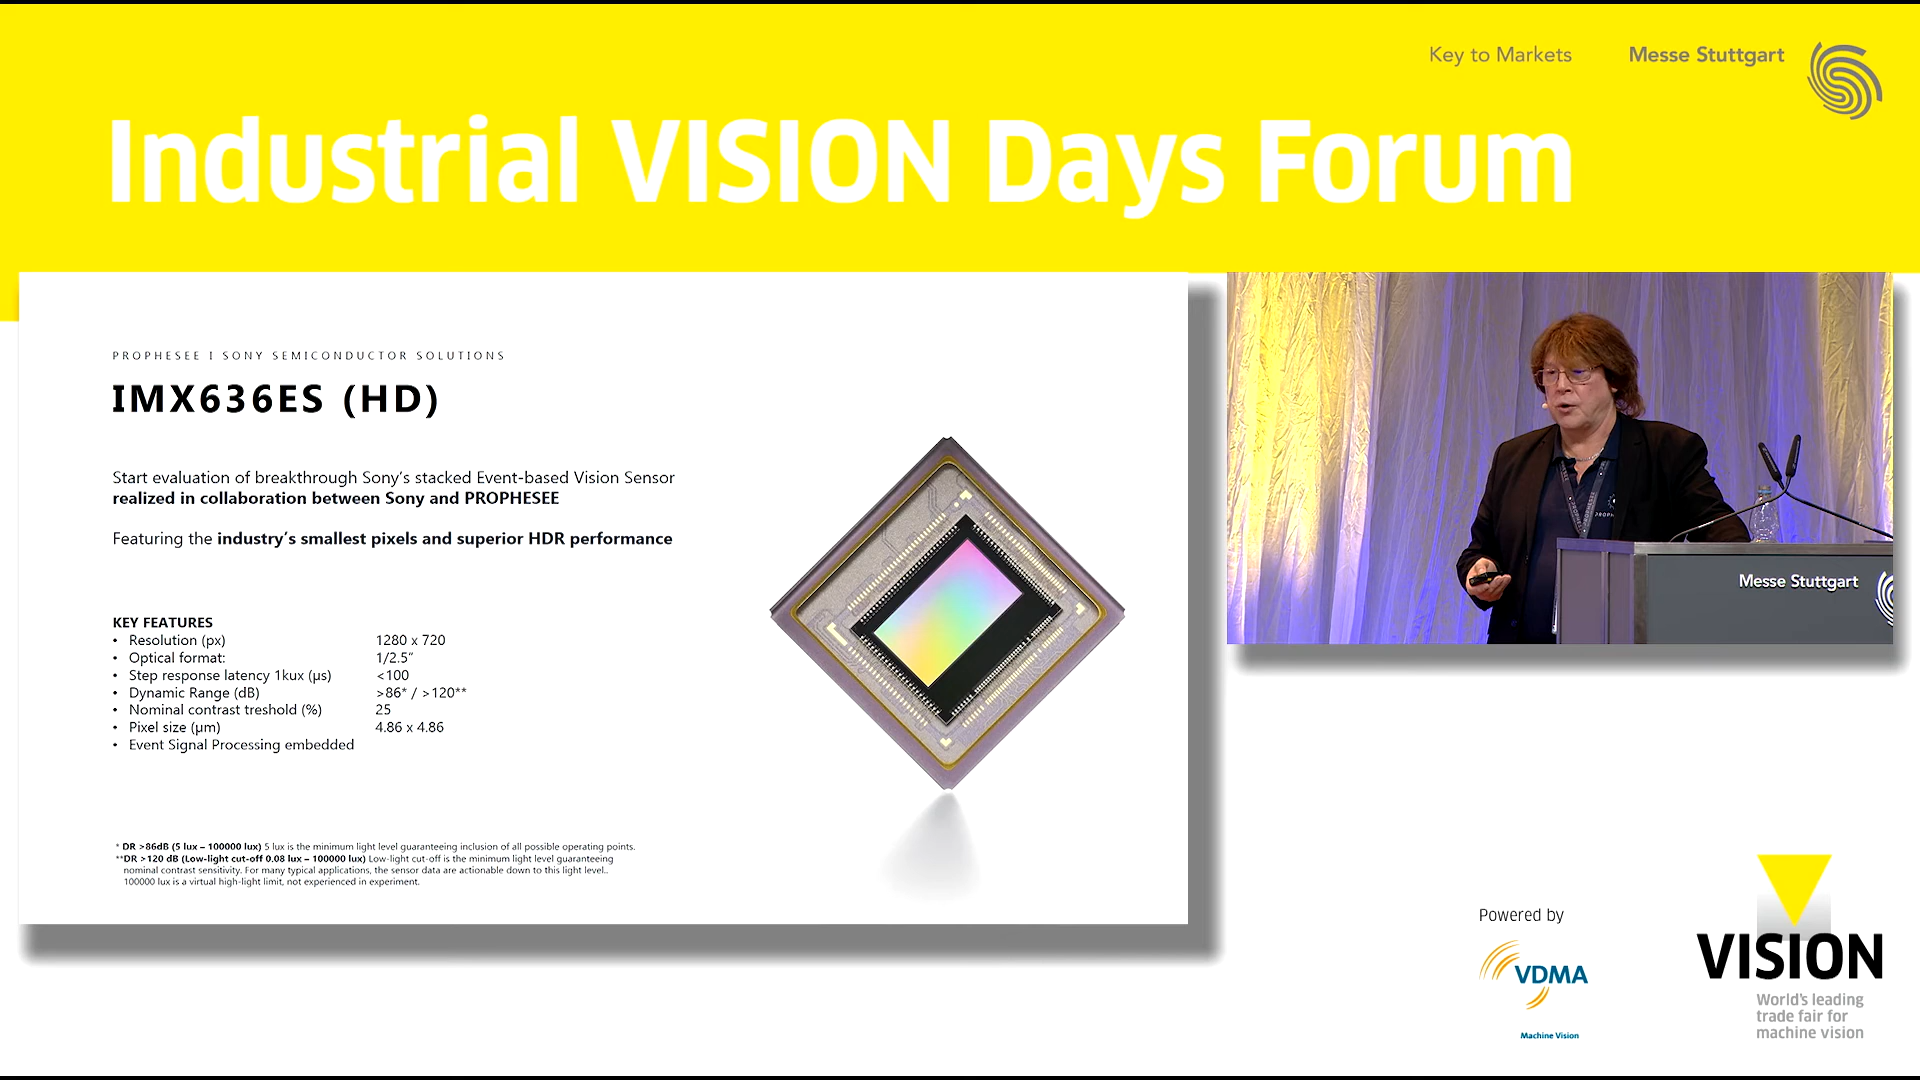 Key to Markets
Messe Stuttgart
Industrial VISION Days Forum
PROPHESEE I SONY SEMICONDUCTOR SOLUTIONS
IMX636ES (HD)
Start evaluation of breakthrough Sony's stacked Event-based Vision Sensor
realized in collaboration between Sony and PROPHESEE
Featuring the industry's smallest pixels and superior HDR performance
KEY FEATURES
• Resolution (px) 1280 x 720
• Optical format: 1/2.5"
• Step response latency 1kux (μs) <100
• Dynamic Range (dB) >86* / >120**
• Nominal contrast treshold (%) 25
• Pixel size (μm) 4.86 x 4.86
• Event Signal Processing embedded
* DR >86dB (5 lux – 100000 lux) 5 lux is the minimum light level guaranteeing inclusion of all possible operating points.
**DR >120 dB (Low-light cut-off 0.08 lux – 100000 lux) Low-light cut-off is the minimum light level guaranteeing
nominal contrast sensitivity. For many typical applications, the sensor data are actionable down to this light level..
100000 lux is a virtual high-light limit, not experienced in experiment.
Messe Stuttgart
Powered by
VDMA
Machine Vision
VISION
World's leading
trade fair for
machine vision